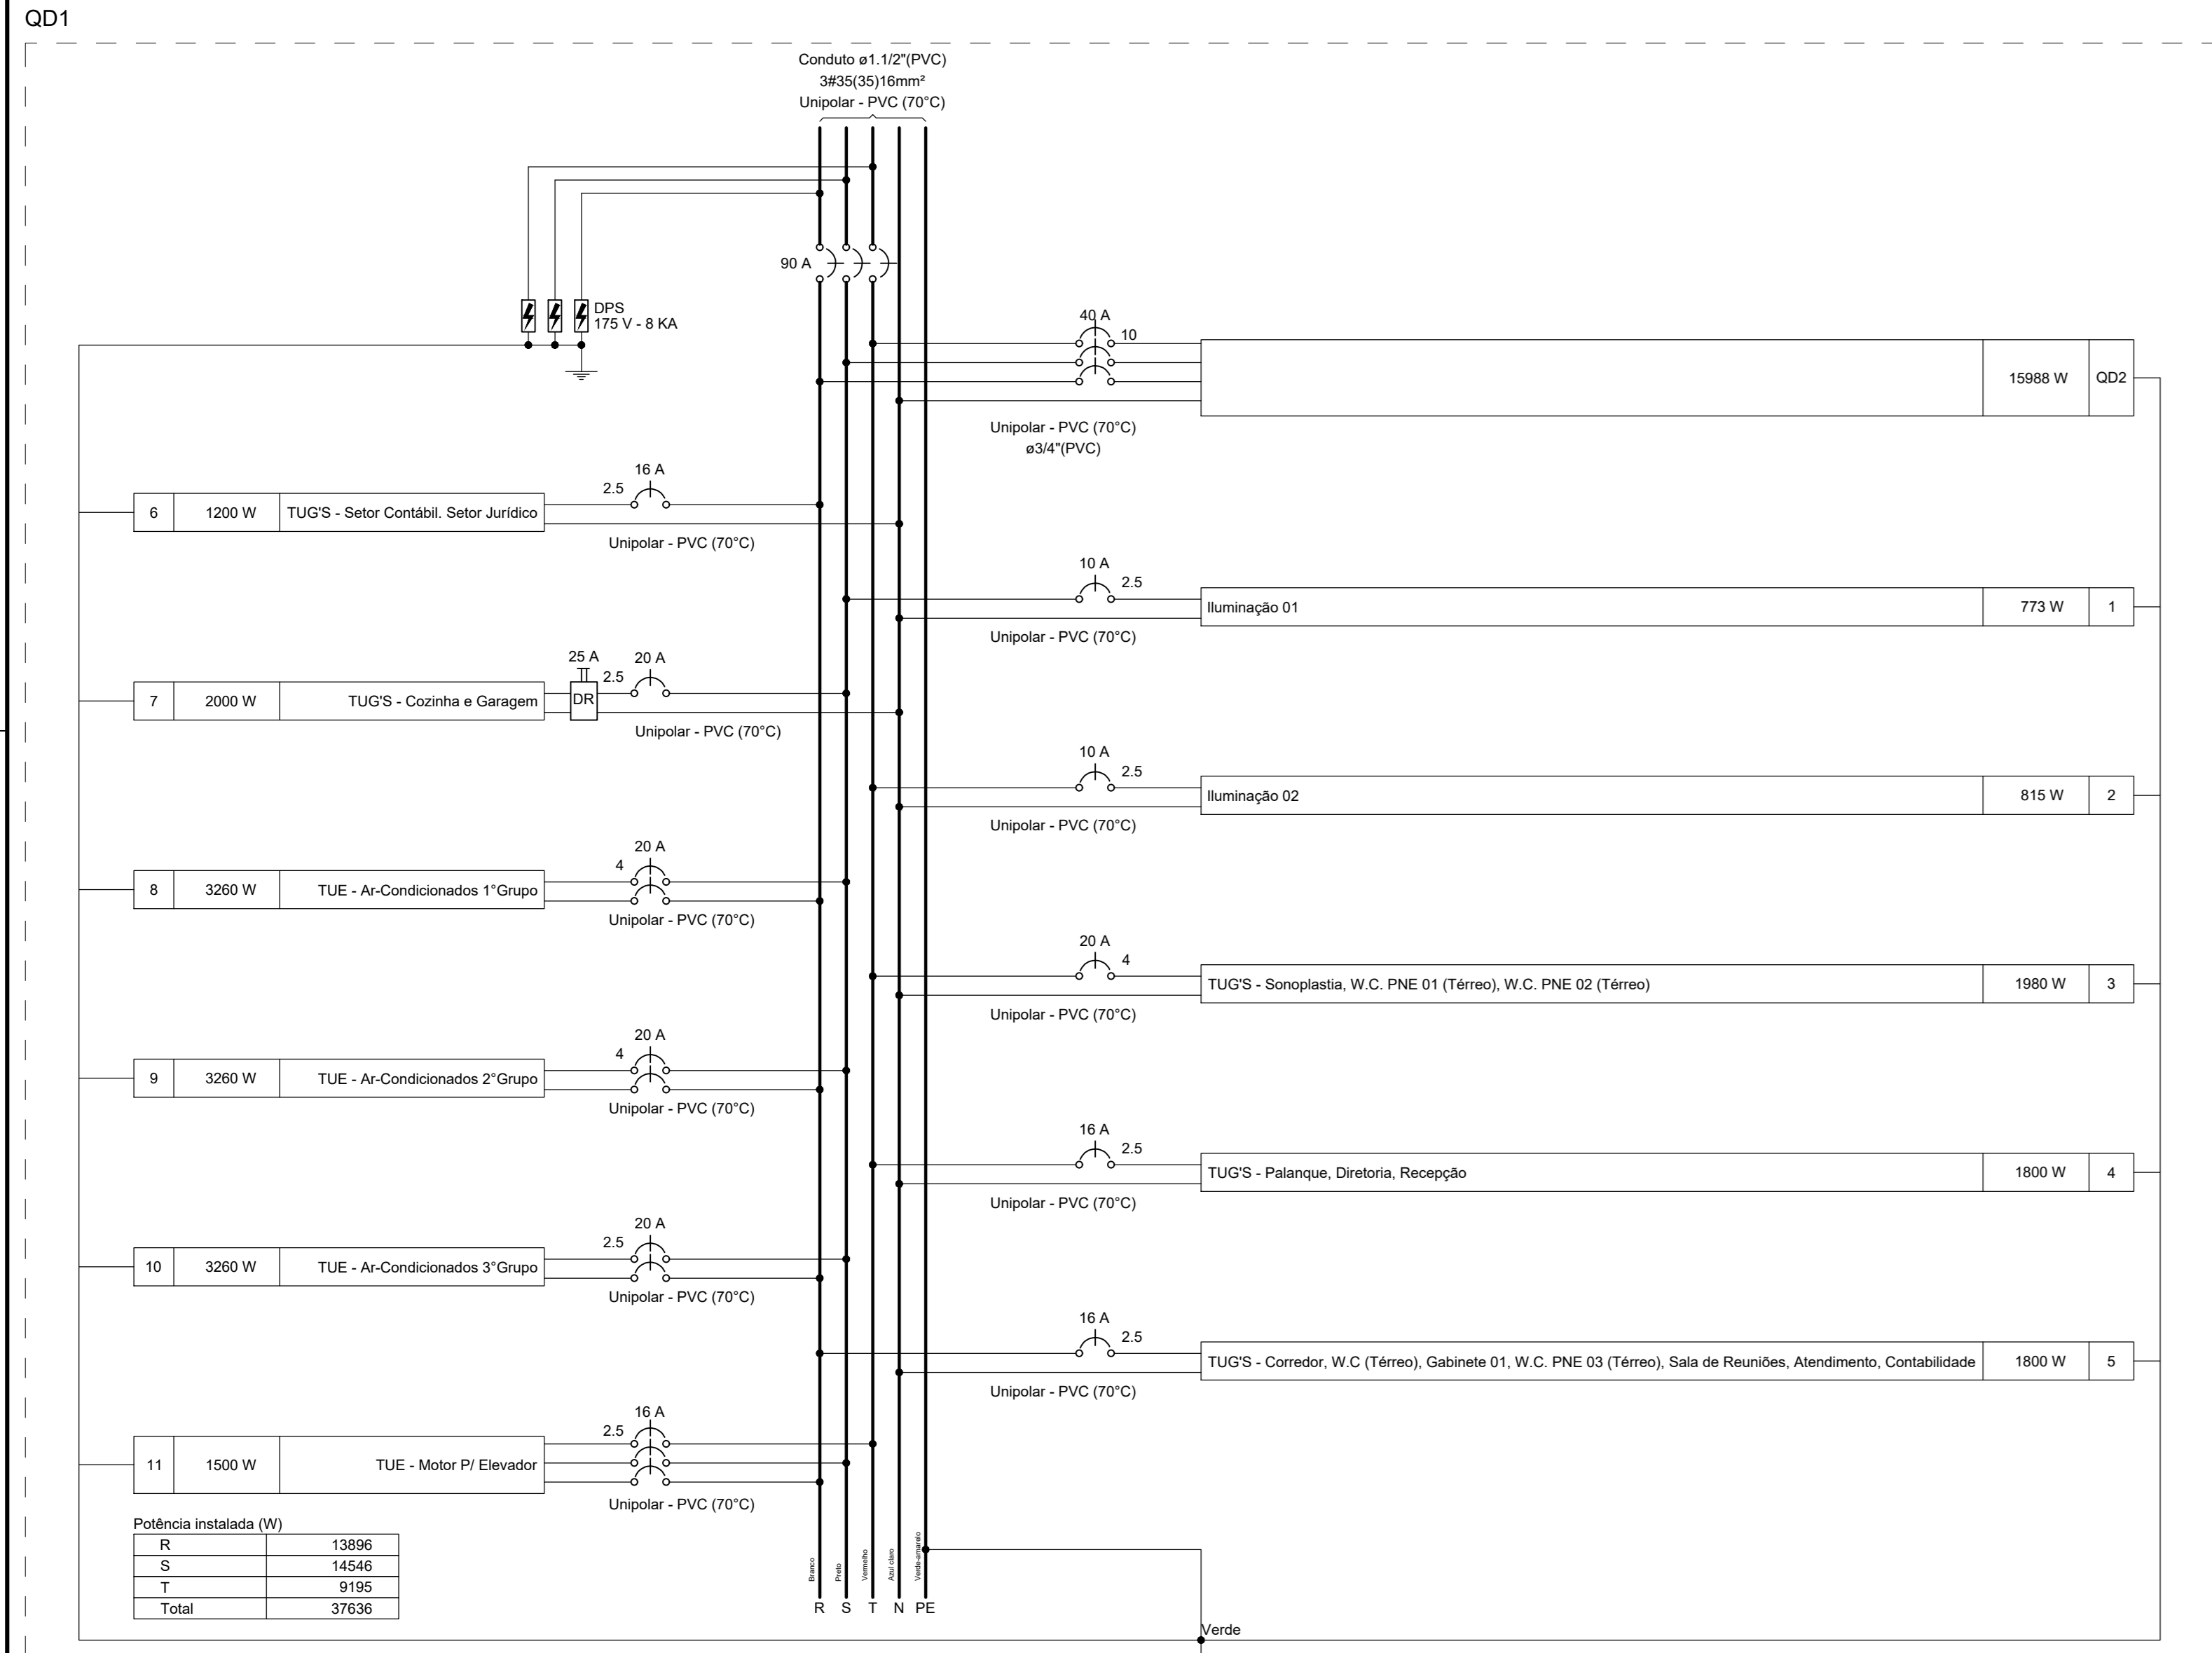 QD1
Conduto ø1.1/2"(PVC)
3#35(35)16mm²
Unipolar - PVC (70°C)
90 A
DPS
175 V - 8 KA
40 A
10
15988 W
QD2
Unipolar - PVC (70°C)
ø3/4"(PVC)
16 A
2.5
6
1200 W
TUG'S - Setor Contábil. Setor Jurídico
Unipolar - PVC (70°C)
10 A
2.5
Iluminação 01
773 W
1
Unipolar - PVC (70°C)
25 A
20 A
2.5
7
2000 W
TUG'S - Cozinha e Garagem
DR
Unipolar - PVC (70°C)
10 A
2.5
Iluminação 02
815 W
2
Unipolar - PVC (70°C)
20 A
4
8
3260 W
TUE - Ar-Condicionados 1°Grupo
Unipolar - PVC (70°C)
20 A
4
TUG'S - Sonoplastia, W.C. PNE 01 (Térreo), W.C. PNE 02 (Térreo)
1980 W
3
Unipolar - PVC (70°C)
20 A
4
9
3260 W
TUE - Ar-Condicionados 2°Grupo
Unipolar - PVC (70°C)
16 A
2.5
TUG'S - Palanque, Diretoria, Recepção
1800 W
4
Unipolar - PVC (70°C)
20 A
2.5
10
3260 W
TUE - Ar-Condicionados 3°Grupo
Unipolar - PVC (70°C)
16 A
2.5
TUG'S - Corredor, W.C (Térreo), Gabinete 01, W.C. PNE 03 (Térreo), Sala de Reuniões, Atendimento, Contabilidade
1800 W
5
Unipolar - PVC (70°C)
16 A
2.5
11
1500 W
TUE - Motor P/ Elevador
Unipolar - PVC (70°C)
Potência instalada (W)
R 13896
S 14546
T 9195
Total 37636
Branco
Preto
Vermelho
Azul claro
Verde-amarelo
R S T N PE
Verde